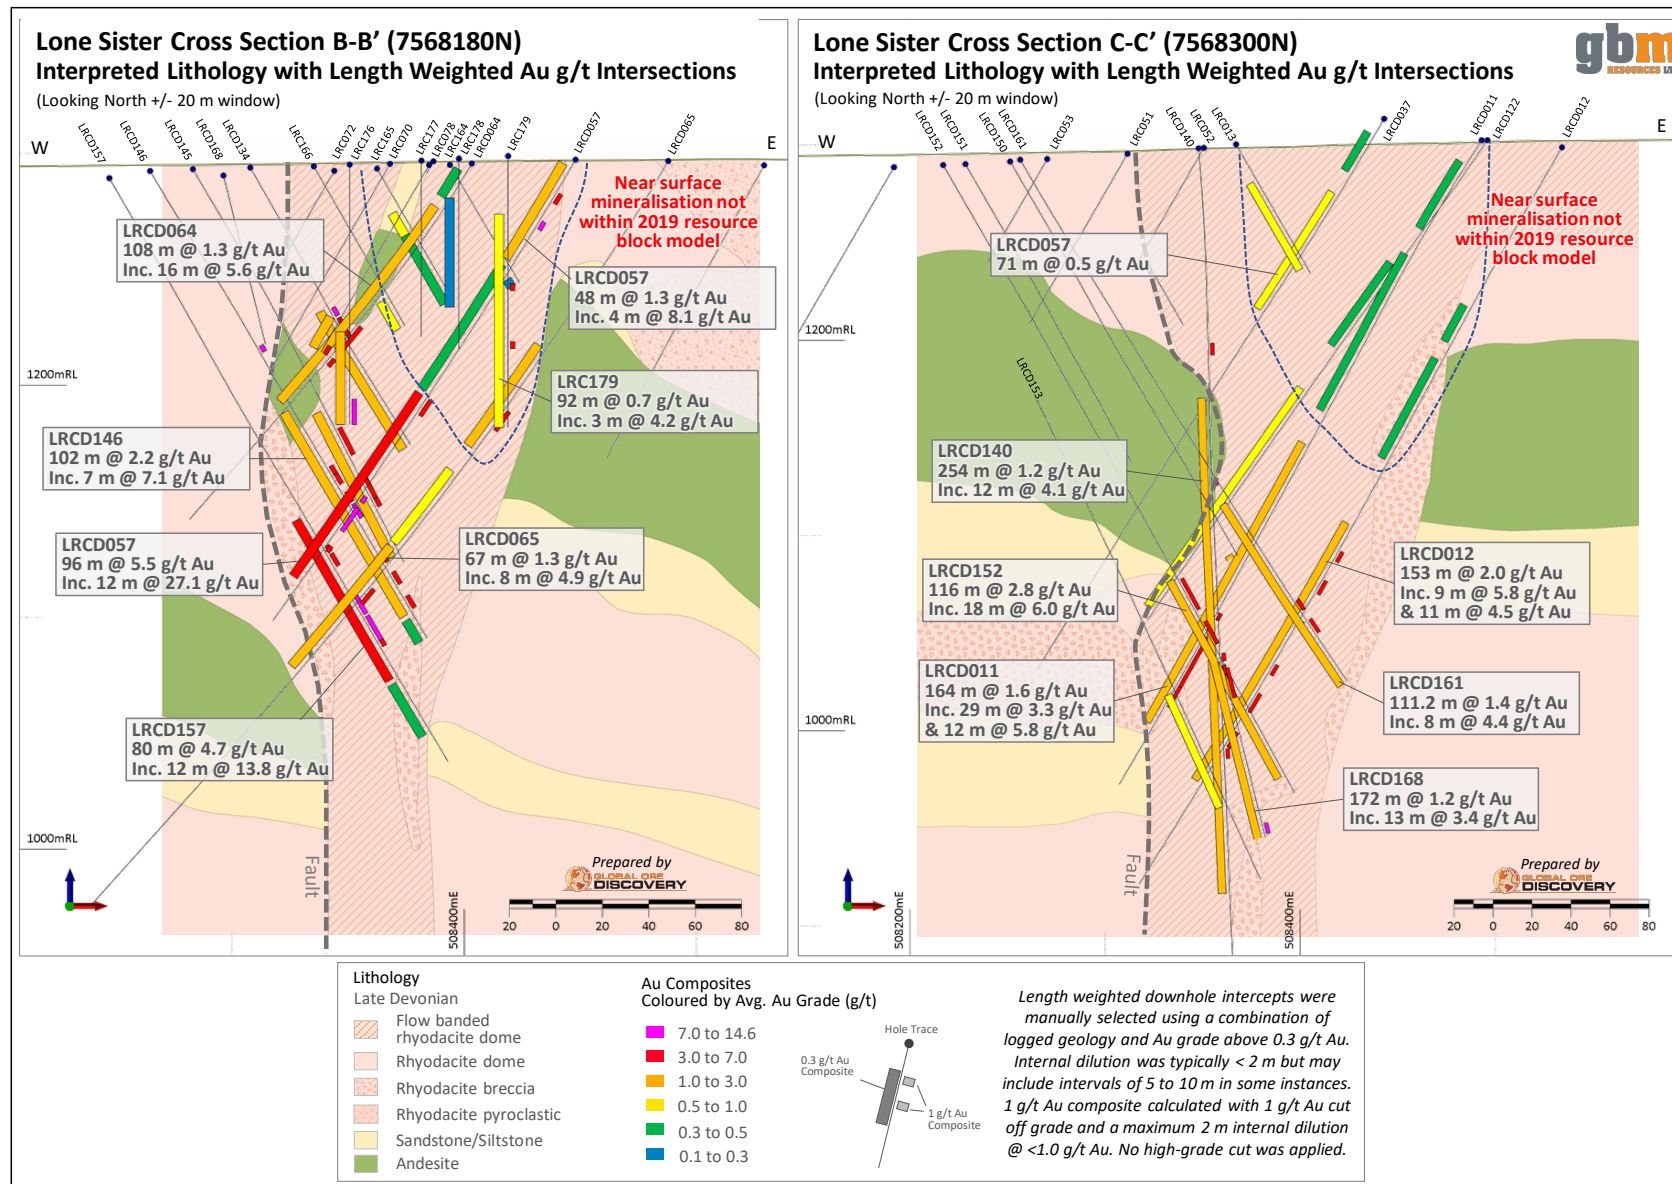 Lone Sister Cross Section B-B’ (7568180N)
Interpreted Lithology with Length Weighted Au g/t Intersections
(Looking North +/- 20 m window)
W
E
LRCD157
LRCD146
LRCD145
LRCD168
LRCD134
LRC166
LRCD72
LRC176
LRC165
LRCD70
LRC177
LRCD78
LRC164
LRC178
LRCD064
LRC179
LRCD057
LRCD065
Near surface
mineralisation not
within 2019 resource
block model
LRCD064
108 m @ 1.3 g/t Au
Inc. 16 m @ 5.6 g/t Au
LRCD057
48 m @ 1.3 g/t Au
Inc. 4 m @ 8.1 g/t Au
1200mRL
LRC179
92 m @ 0.7 g/t Au
Inc. 3 m @ 4.2 g/t Au
LRCD146
102 m @ 2.2 g/t Au
Inc. 7 m @ 7.1 g/t Au
LRCD057
96 m @ 5.5 g/t Au
Inc. 12 m @ 27.1 g/t Au
LRCD065
67 m @ 1.3 g/t Au
Inc. 8 m @ 4.9 g/t Au
LRCD157
80 m @ 4.7 g/t Au
Inc. 12 m @ 13.8 g/t Au
1000mRL
Fault
Prepared by
GLOBAL ORE
DISCOVERY
508400mE
20 0 20 40 60 80
Lone Sister Cross Section C-C’ (7568300N)
Interpreted Lithology with Length Weighted Au g/t Intersections
(Looking North +/- 20 m window)
gbm
RESOURCES
W
E
LRCD152
LRCD151
LRCD150
LRCD161
LRC053
LRC051
LRCD140
LRC052
LRC013
LRCD037
LRCD011
LRCD122
LRCD012
Near surface
mineralisation not
within 2019 resource
block model
LRCD057
71 m @ 0.5 g/t Au
1200mRL
LRCD153
LRCD140
254 m @ 1.2 g/t Au
Inc. 12 m @ 4.1 g/t Au
LRCD152
116 m @ 2.8 g/t Au
Inc. 18 m @ 6.0 g/t Au
LRCD012
153 m @ 2.0 g/t Au
Inc. 9 m @ 5.8 g/t Au
& 11 m @ 4.5 g/t Au
LRCD011
164 m @ 1.6 g/t Au
Inc. 29 m @ 3.3 g/t Au
& 12 m @ 5.8 g/t Au
LRCD161
111.2 m @ 1.4 g/t Au
Inc. 8 m @ 4.4 g/t Au
1000mRL
LRCD168
172 m @ 1.2 g/t Au
Inc. 13 m @ 3.4 g/t Au
Fault
Prepared by
GLOBAL ORE
DISCOVERY
508200mE
508400mE
20 0 20 40 60 80
Lithology
Late Devonian
Flow banded
rhyodacite dome
Rhyodacite dome
Rhyodacite breccia
Rhyodacite pyroclastic
Sandstone/Siltstone
Andesite
Au Composites
Coloured by Avg. Au Grade (g/t)
7.0 to 14.6
3.0 to 7.0
1.0 to 3.0
0.5 to 1.0
0.3 to 0.5
0.1 to 0.3
Hole Trace
0.3 g/t Au
Composite
1 g/t Au
Composite
Length weighted downhole intercepts were
manually selected using a combination of
logged geology and Au grade above 0.3 g/t Au.
Internal dilution was typically < 2 m but may
include intervals of 5 to 10 m in some instances.
1 g/t Au composite calculated with 1 g/t Au cut
off grade and a maximum 2 m internal dilution
@ <1.0 g/t Au. No high-grade cut was applied.